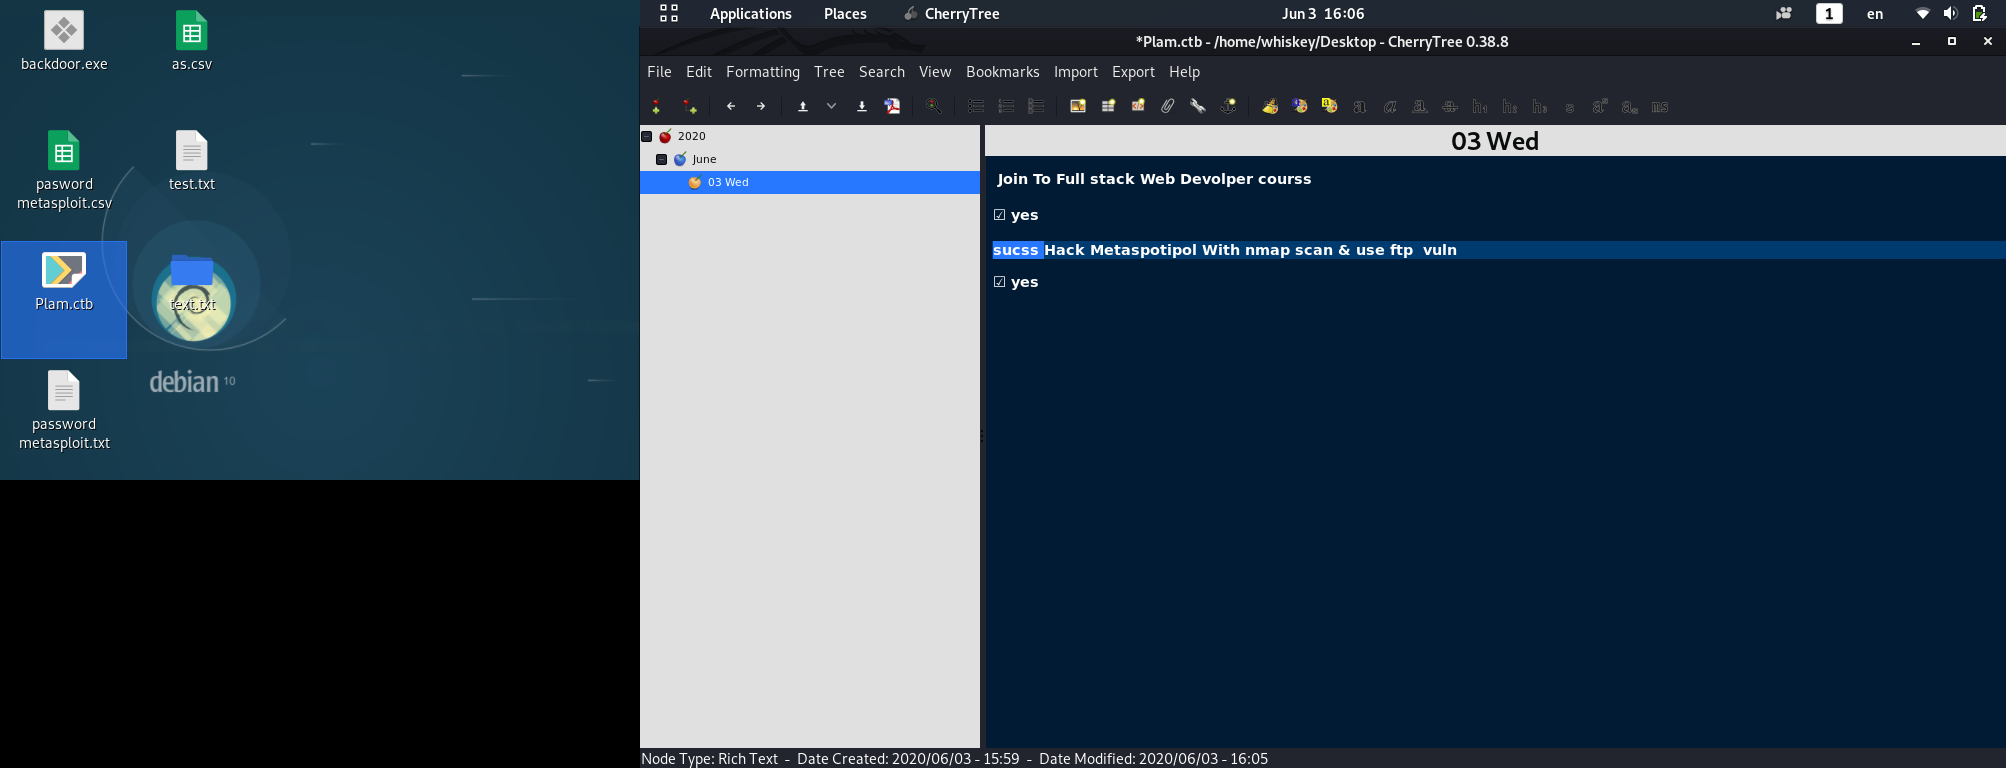 backdoor.exe
as.csv
pasword
metasploit.csv
test.txt
Plam.ctb
text.txt
debian 10
password
metasploit.txt
Applications
Places
CherryTree
Jun 3 16:06
1
en
*Plam.ctb - /home/whiskey/Desktop - CherryTree 0.38.8
File Edit Formatting Tree Search View Bookmarks Import Export Help
a a a a h1 h2 h3 s a a ms
2020
June
03 Wed
03 Wed
Join To Full stack Web Devolper courss
☑ yes
sucss Hack Metaspotipol With nmap scan & use ftp  vuln
☑ yes
Node Type: Rich Text  -  Date Created: 2020/06/03 - 15:59  -  Date Modified: 2020/06/03 - 16:05